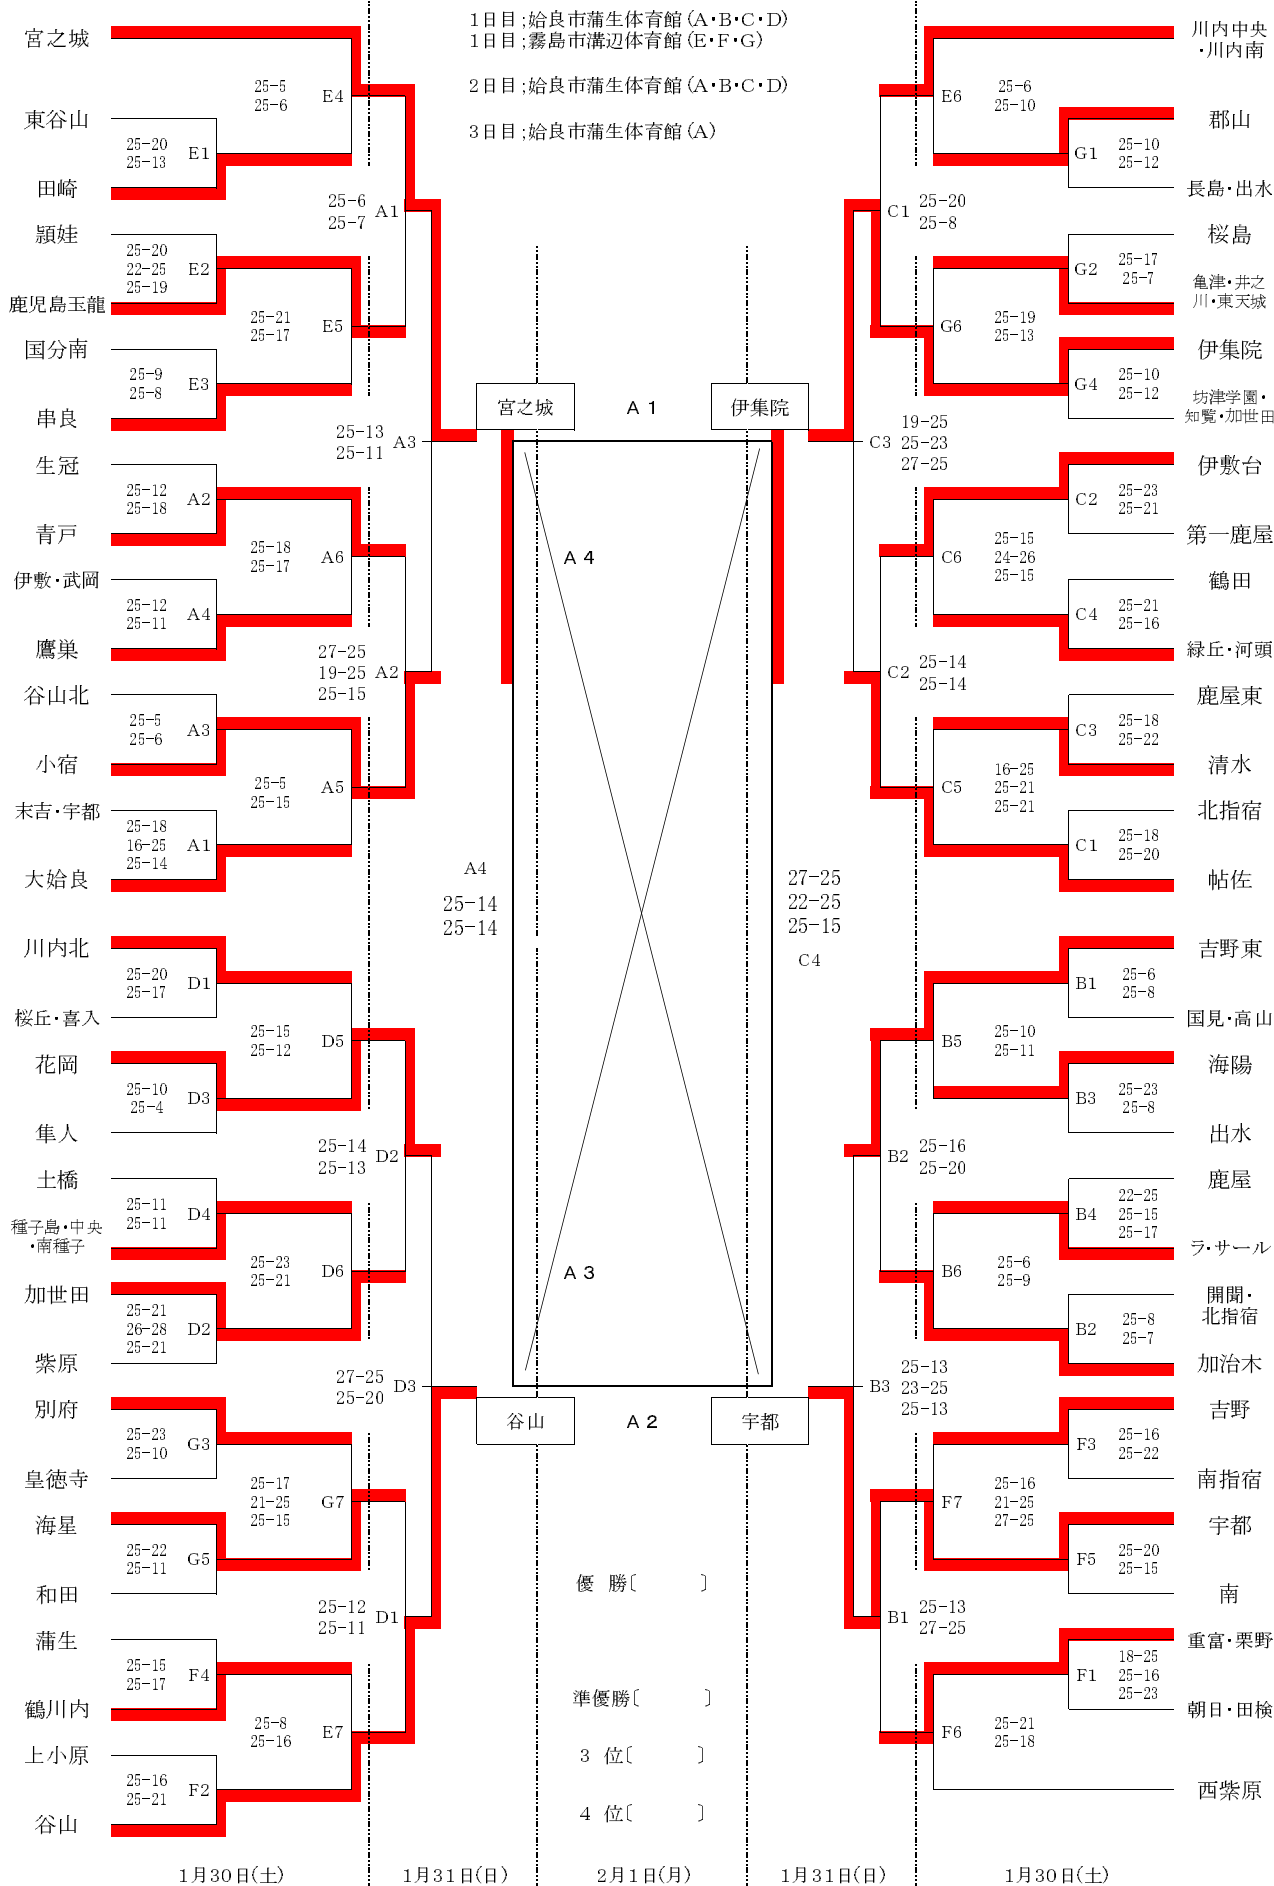 1日目;姶良市蒲生体育館(A・B・C・D)
1日目;霧島市溝辺体育館(E・F・G)
2日目;姶良市蒲生体育館(A・B・C・D)
3日目;姶良市蒲生体育館(A)
宮之城
25-5
25-6
E4
東谷山
25-20
25-13
E1
田崎
25-6
25-7
A1
頴娃
25-20
22-25
25-19
E2
鹿児島玉龍
25-21
25-17
E5
国分南
25-9
25-8
E3
串良
25-13
25-11
A3
生冠
25-12
25-18
A2
青戸
25-18
25-17
A6
伊敷・武岡
25-12
25-11
A4
鷹巣
27-25
19-25
25-15
A2
谷山北
25-5
25-6
A3
小宿
25-5
25-15
A5
末吉・宇都
25-18
16-25
25-14
A1
大姶良
A4
25-14
25-14
川内北
25-20
25-17
D1
桜丘・喜入
25-15
25-12
D5
花岡
25-10
25-4
D3
隼人
25-14
25-13
D2
土橋
25-11
25-11
D4
種子島・中央
・南種子
25-23
25-21
D6
加世田
25-21
26-28
25-21
D2
紫原
27-25
25-20
D3
別府
25-23
25-10
G3
皇徳寺
25-17
21-25
25-15
G7
海星
25-22
25-11
G5
和田
25-12
25-11
D1
蒲生
25-15
25-17
F4
鶴川内
25-8
25-16
E7
上小原
25-16
25-21
F2
谷山
宮之城
A 1
伊集院
A 4
A 3
谷山
A 2
宇都
優 勝〔 〕
準優勝〔 〕
3 位〔 〕
4 位〔 〕
川内中央
・川内南
E6
25-6
25-10
郡山
G1
25-10
25-12
長島・出水
C1
25-20
25-8
桜島
G2
25-17
25-7
亀津・井之
川・東天城
G6
25-19
25-13
伊集院
G4
25-10
25-12
坊津学園・
知覧・加世田
C3
19-25
25-23
27-25
伊敷台
C2
25-23
25-21
第一鹿屋
C6
25-15
24-26
25-15
鶴田
C4
25-21
25-16
緑丘・河頭
C2
25-14
25-14
鹿屋東
C3
25-18
25-22
清水
C5
16-25
25-21
25-21
北指宿
C1
25-18
25-20
帖佐
27-25
22-25
25-15
C4
吉野東
B1
25-6
25-8
国見・高山
B5
25-10
25-11
海陽
B3
25-23
25-8
出水
B2
25-16
25-20
鹿屋
B4
22-25
25-15
25-17
ラ・サール
B6
25-6
25-9
開聞・
北指宿
B2
25-8
25-7
加治木
B3
25-13
23-25
25-13
吉野
F3
25-16
25-22
南指宿
F7
25-16
21-25
27-25
宇都
F5
25-20
25-15
南
B1
25-13
27-25
重富・栗野
F1
18-25
25-16
25-23
朝日・田検
F6
25-21
25-18
西紫原
1月30日(土)
1月31日(日)
2月1日(月)
1月31日(日)
1月30日(土)